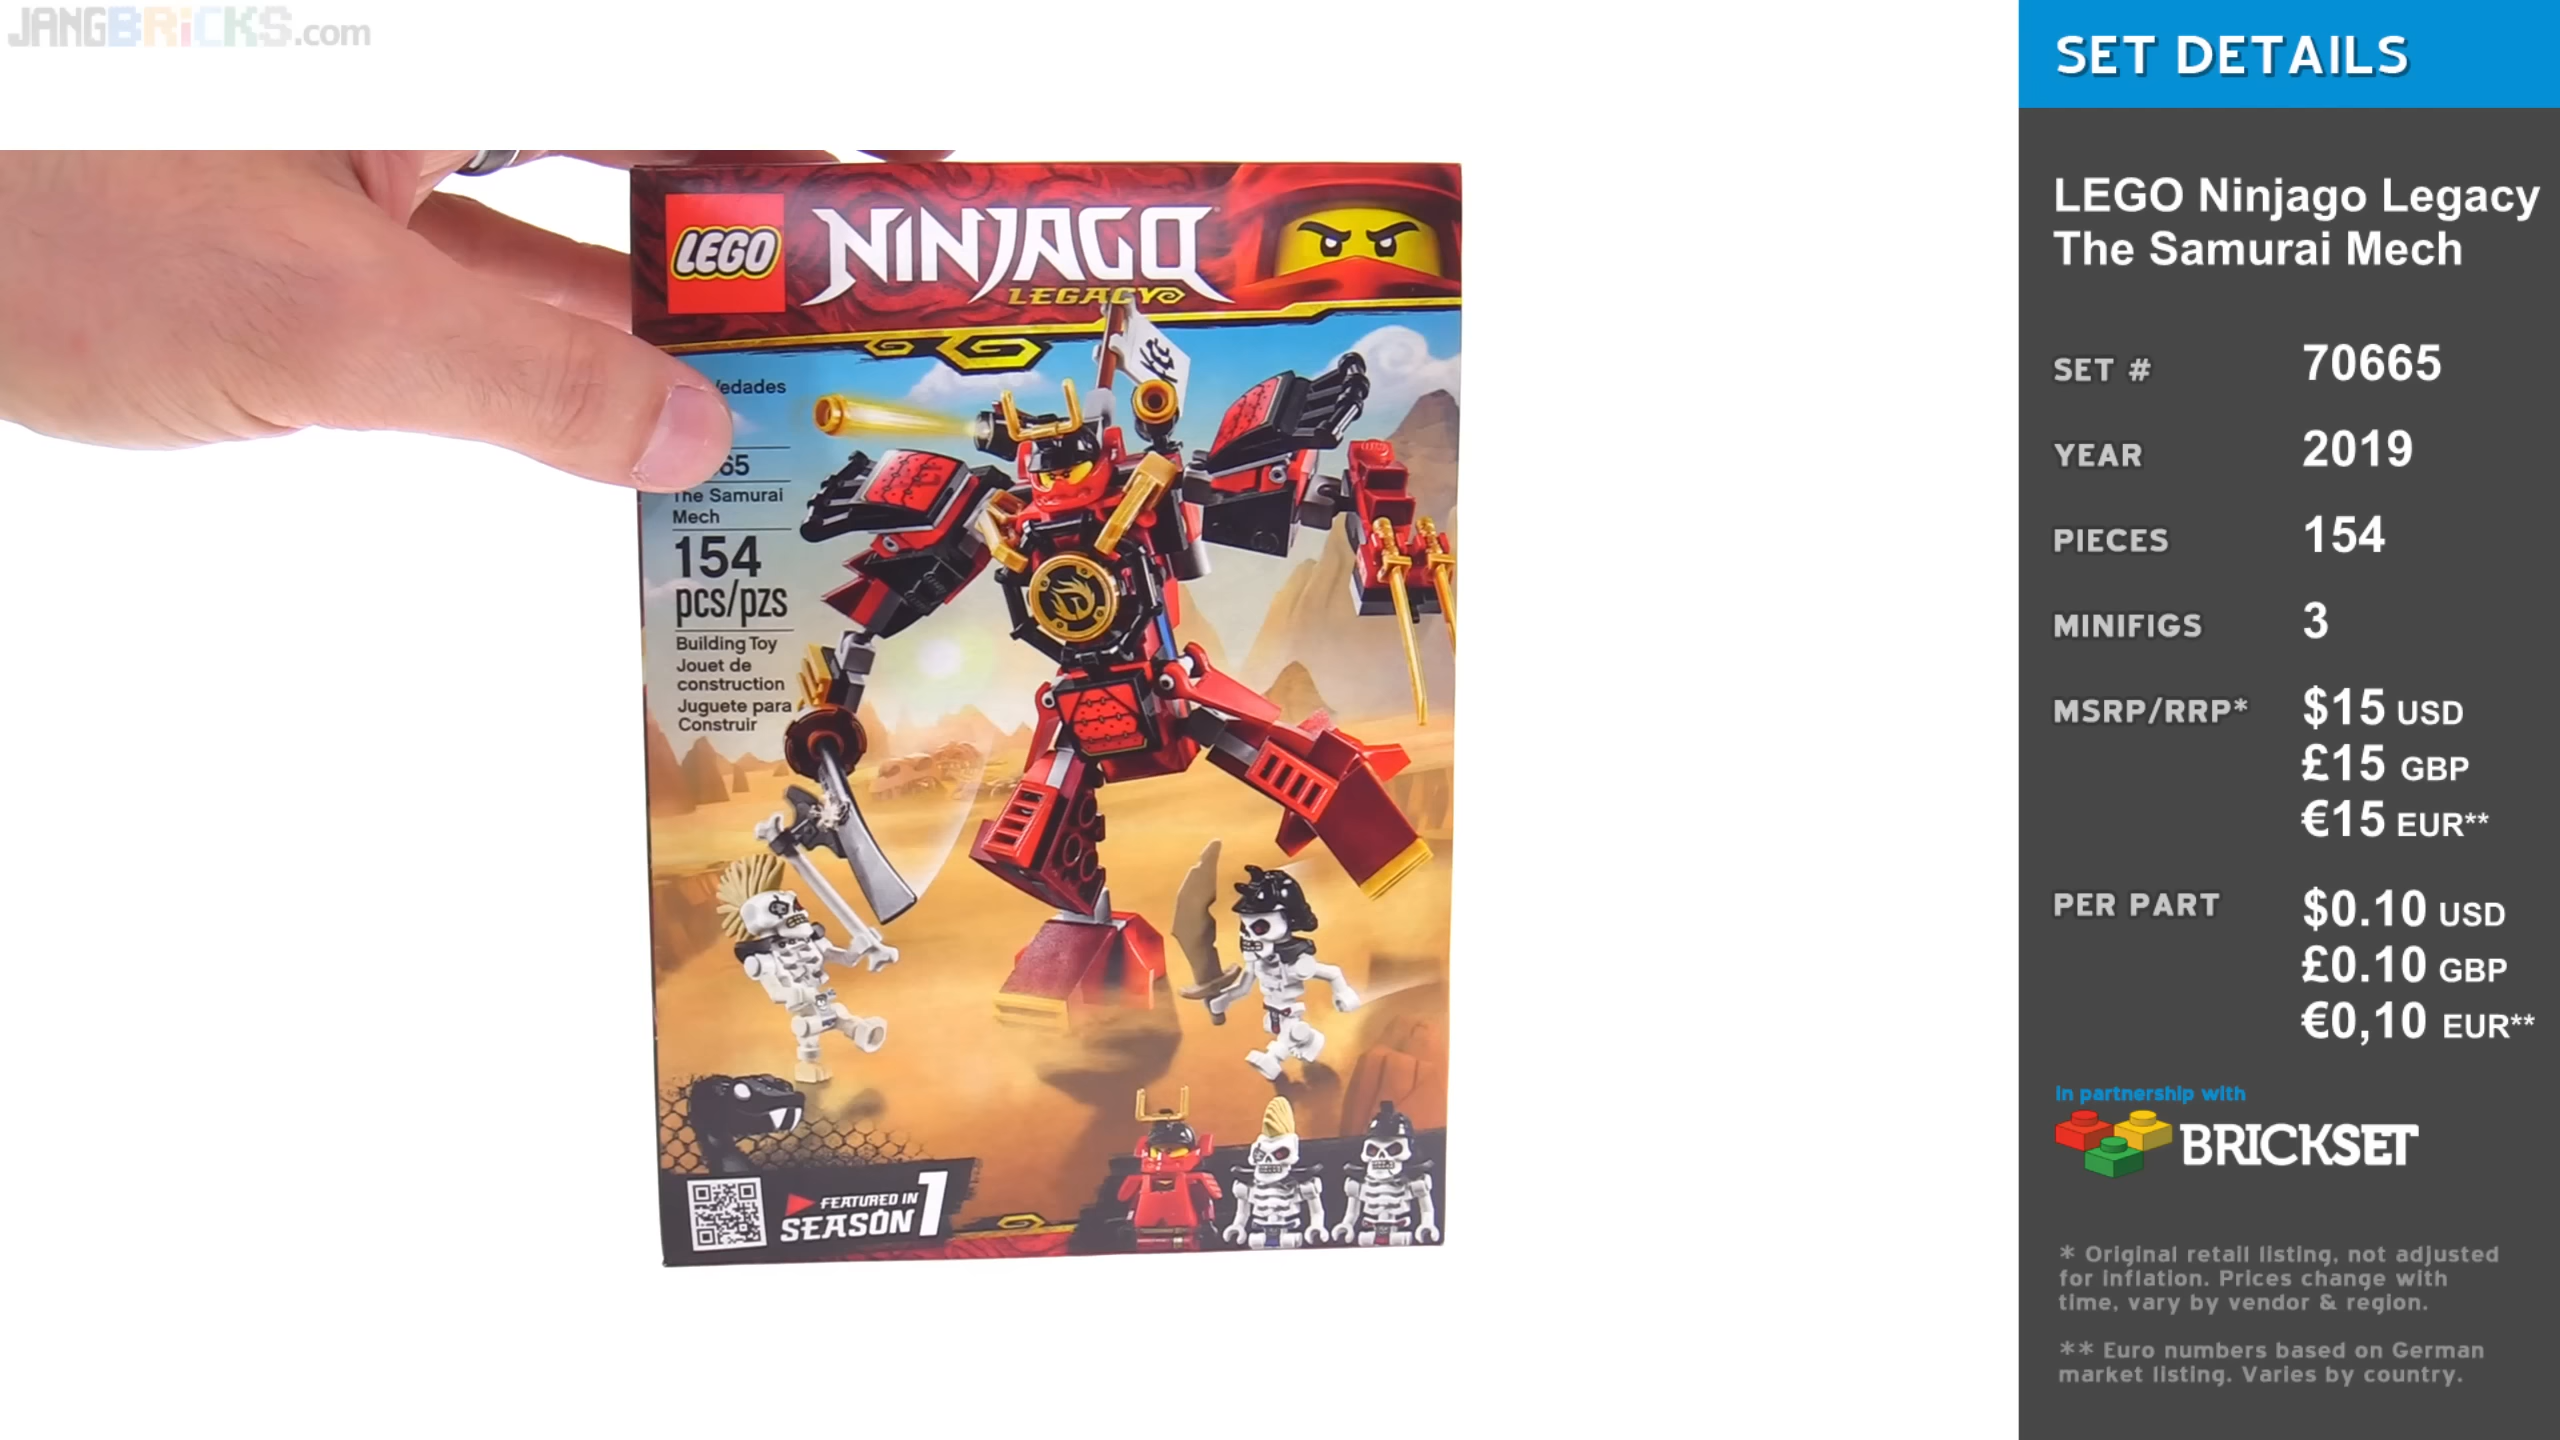 JANGBRiCKS.com
LEGO
NINJAGO
LEGACY
The Samurai
Mech
154
pcs/pzs
Building Toy
Jouet de
construction
Juguete para
Construir
FEATURED IN
SEASON 1
SET DETAILS
LEGO Ninjago Legacy
The Samurai Mech
SET # 70665
YEAR 2019
PIECES 154
MINIFIGS 3
MSRP/RRP* $15 USD
£15 GBP
€15 EUR**
PER PART $0.10 USD
£0.10 GBP
€0,10 EUR**
In partnership with
BRICKSET
* Original retail listing, not adjusted
for inflation. Prices change with
time, vary by vendor & region.
** Euro numbers based on German
market listing. Varies by country.